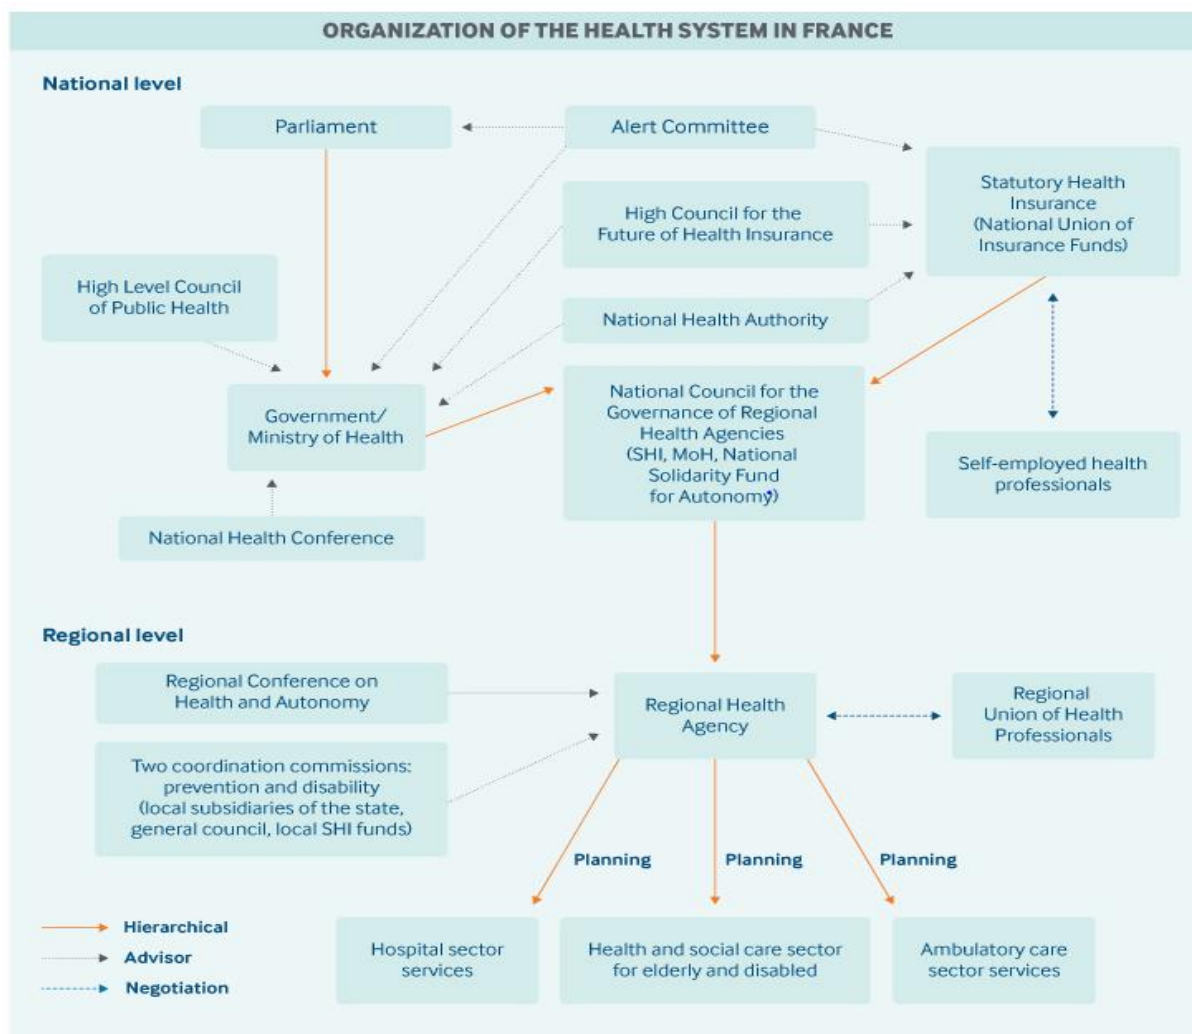 ORGANIZATION OF THE HEALTH SYSTEM IN FRANCE
National level
Parliament
Alert Committee
Statutory Health
Insurance
(National Union of
Insurance Funds)
High Council for the
Future of Health Insurance
High Level Council
of Public Health
National Health Authority
Government/
Ministry of Health
National Council for the
Governance of Regional
Health Agencies
(SHI, MoH, National
Solidarity Fund
for Autonomy)
Self-employed health
professionals
National Health Conference
Regional level
Regional Conference on
Health and Autonomy
Regional Health
Agency
Regional
Union of Health
Professionals
Two coordination commissions:
prevention and disability
(local subsidiaries of the state,
general council, local SHI funds)
Planning
Planning
Planning
Hierarchical
Advisor
Negotiation
Hospital sector
services
Health and social care sector
for elderly and disabled
Ambulatory care
sector services